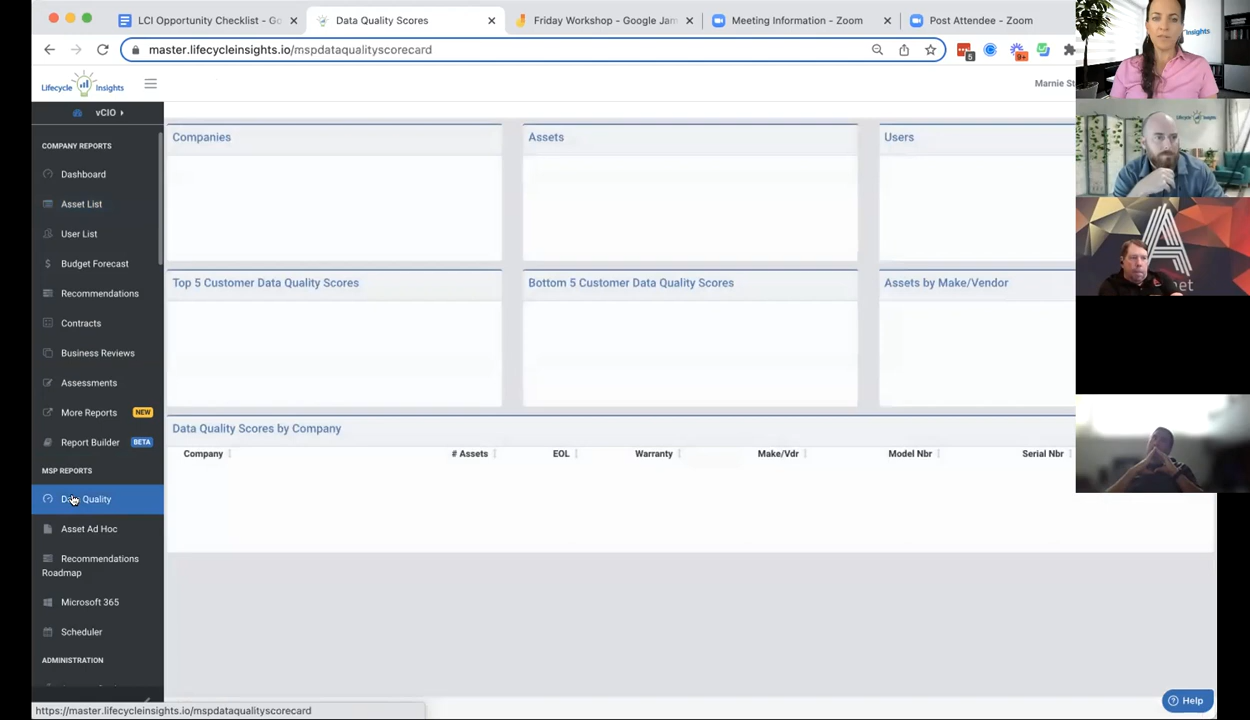 LCI Opportunity Checklist - Go
Data Quality Scores
Friday Workshop - Google Jam
Meeting Information - Zoom
Post Attendee - Zoom
master.lifecycleinsights.io/mspdataqualityscorecard
5
9+
Lifecycle Insights
Marnie St
vCIO
COMPANY REPORTS
Dashboard
Asset List
User List
Budget Forecast
Recommendations
Contracts
Business Reviews
Assessments
More Reports NEW
Report Builder BETA
MSP REPORTS
Data Quality
Asset Ad Hoc
Recommendations
Roadmap
Microsoft 365
Scheduler
ADMINISTRATION
Companies
Assets
Users
Top 5 Customer Data Quality Scores
Bottom 5 Customer Data Quality Scores
Assets by Make/Vendor
Data Quality Scores by Company
Company # Assets EOL Warranty Make/Vdr Model Nbr Serial Nbr
Help
https://master.lifecycleinsights.io/mspdataqualityscorecard
Insights
A
net